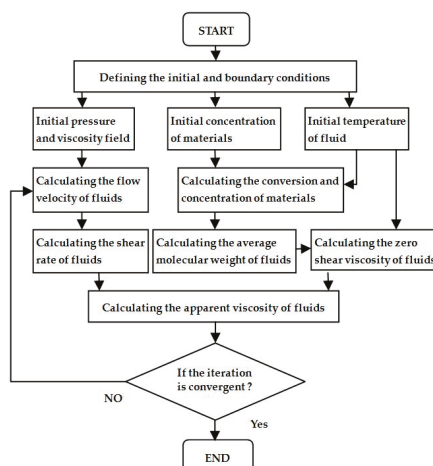 START
Defining the initial and boundary conditions
Initial pressure
and viscosity field
Initial concentration
of materials
Initial temperature
of fluid
Calculating the flow
velocity of fluids
Calculating the conversion and
concentration of materials
Calculating the shear
rate of fluids
Calculating the average
molecular weight of fluids
Calculating the zero
shear viscosity of fluids
Calculating the apparent viscosity of fluids
If the iteration
is convergent ?
NO
Yes
END